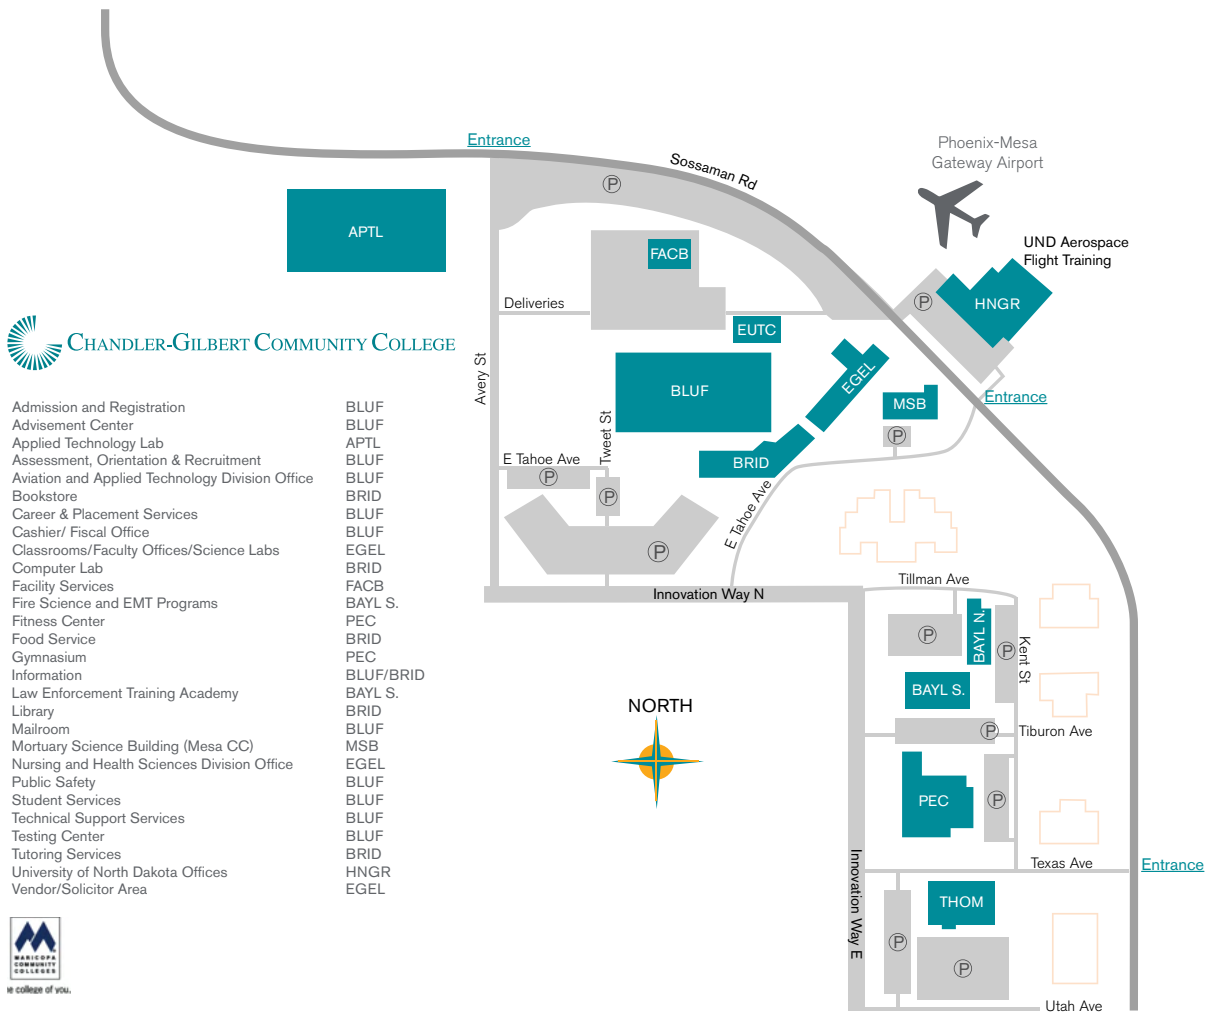 Entrance
Sossaman Rd
Phoenix-Mesa
Gateway Airport
P
APTL
FACB
UND Aerospace
Flight Training
HNGR
P
Deliveries
EUTC
CHANDLER-GILBERT COMMUNITY COLLEGE
Avery St
BLUF
EGEL
MSB
Entrance
P
Tweet St
E Tahoe Ave
BRID
P
P
E Tahoe Ave
P
Tillman Ave
Innovation Way N
P
BAYL N.
P
Kent St
BAYL S.
P
Tiburon Ave
NORTH
PEC
P
Innovation Way E
Texas Ave
Entrance
THOM
P
P
Utah Ave
Admission and Registration BLUF
Advisement Center BLUF
Applied Technology Lab APTL
Assessment, Orientation & Recruitment BLUF
Aviation and Applied Technology Division Office BLUF
Bookstore BRID
Career & Placement Services BLUF
Cashier/ Fiscal Office BLUF
Classrooms/Faculty Offices/Science Labs EGEL
Computer Lab BRID
Facility Services FACB
Fire Science and EMT Programs BAYL S.
Fitness Center PEC
Food Service BRID
Gymnasium PEC
Information BLUF/BRID
Law Enforcement Training Academy BAYL S.
Library BRID
Mailroom BLUF
Mortuary Science Building (Mesa CC) MSB
Nursing and Health Sciences Division Office EGEL
Public Safety BLUF
Student Services BLUF
Technical Support Services BLUF
Testing Center BLUF
Tutoring Services BRID
University of North Dakota Offices HNGR
Vendor/Solicitor Area EGEL
MARICOPA
COMMUNITY
COLLEGES
e college of you.